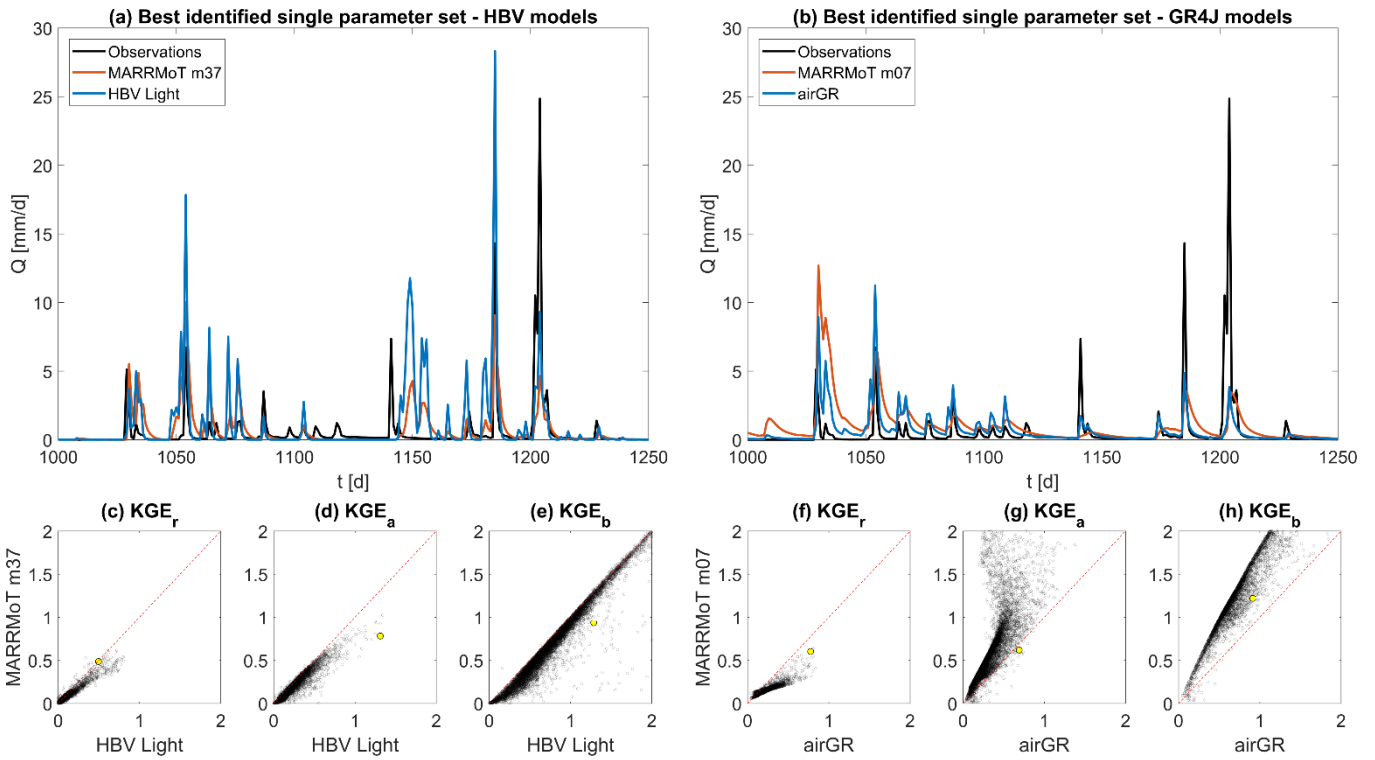 (a) Best identified single parameter set - HBV models
30
25
20
15
10
5
0
Q [mm/d]
Observations
MARRMoT m37
HBV Light
1000 1050 1100 1150 1200 1250
t [d]
(b) Best identified single parameter set - GR4J models
30
25
20
15
10
5
0
Q [mm/d]
Observations
MARRMoT m07
airGR
1000 1050 1100 1150 1200 1250
t [d]
(c) KGEr
2
1.5
1
0.5
0
MARRMoT m37
0 1 2
HBV Light
(d) KGEa
2
1.5
1
0.5
0
0 1 2
HBV Light
(e) KGEb
2
1.5
1
0.5
0
0 1 2
HBV Light
(f) KGEr
2
1.5
1
0.5
0
MARRMoT m07
0 1 2
airGR
(g) KGEa
2
1.5
1
0.5
0
0 1 2
airGR
(h) KGEb
2
1.5
1
0.5
0
0 1 2
airGR